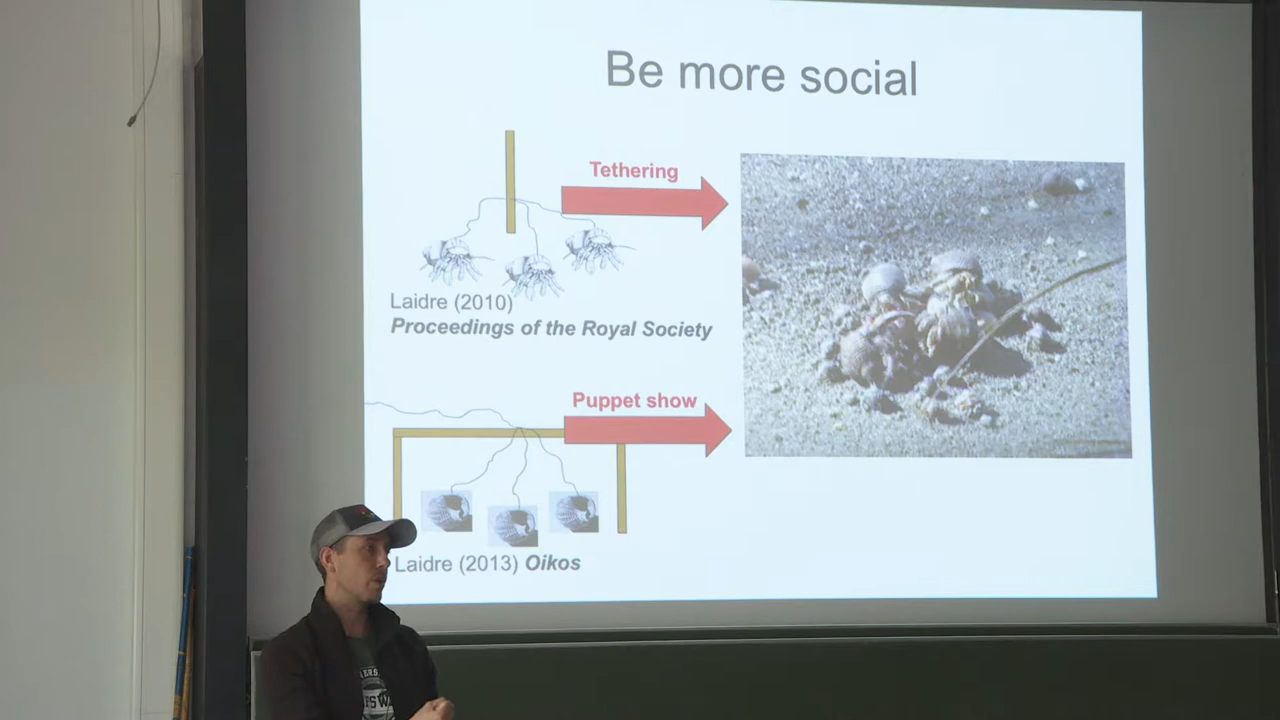 Be more social
Tethering
Laidre (2010)
Proceedings of the Royal Society
Puppet show
Laidre (2013) Oikos